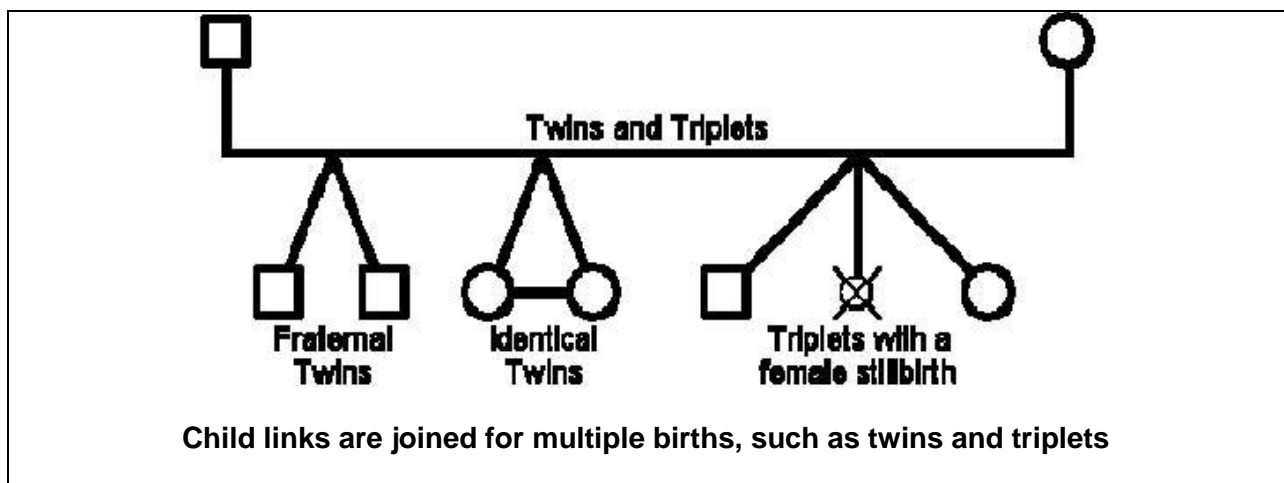 Twins and Triplets
Fraternal
Twins
Identical
Twins
Triplets with a
female stillbirth
Child links are joined for multiple births, such as twins and triplets